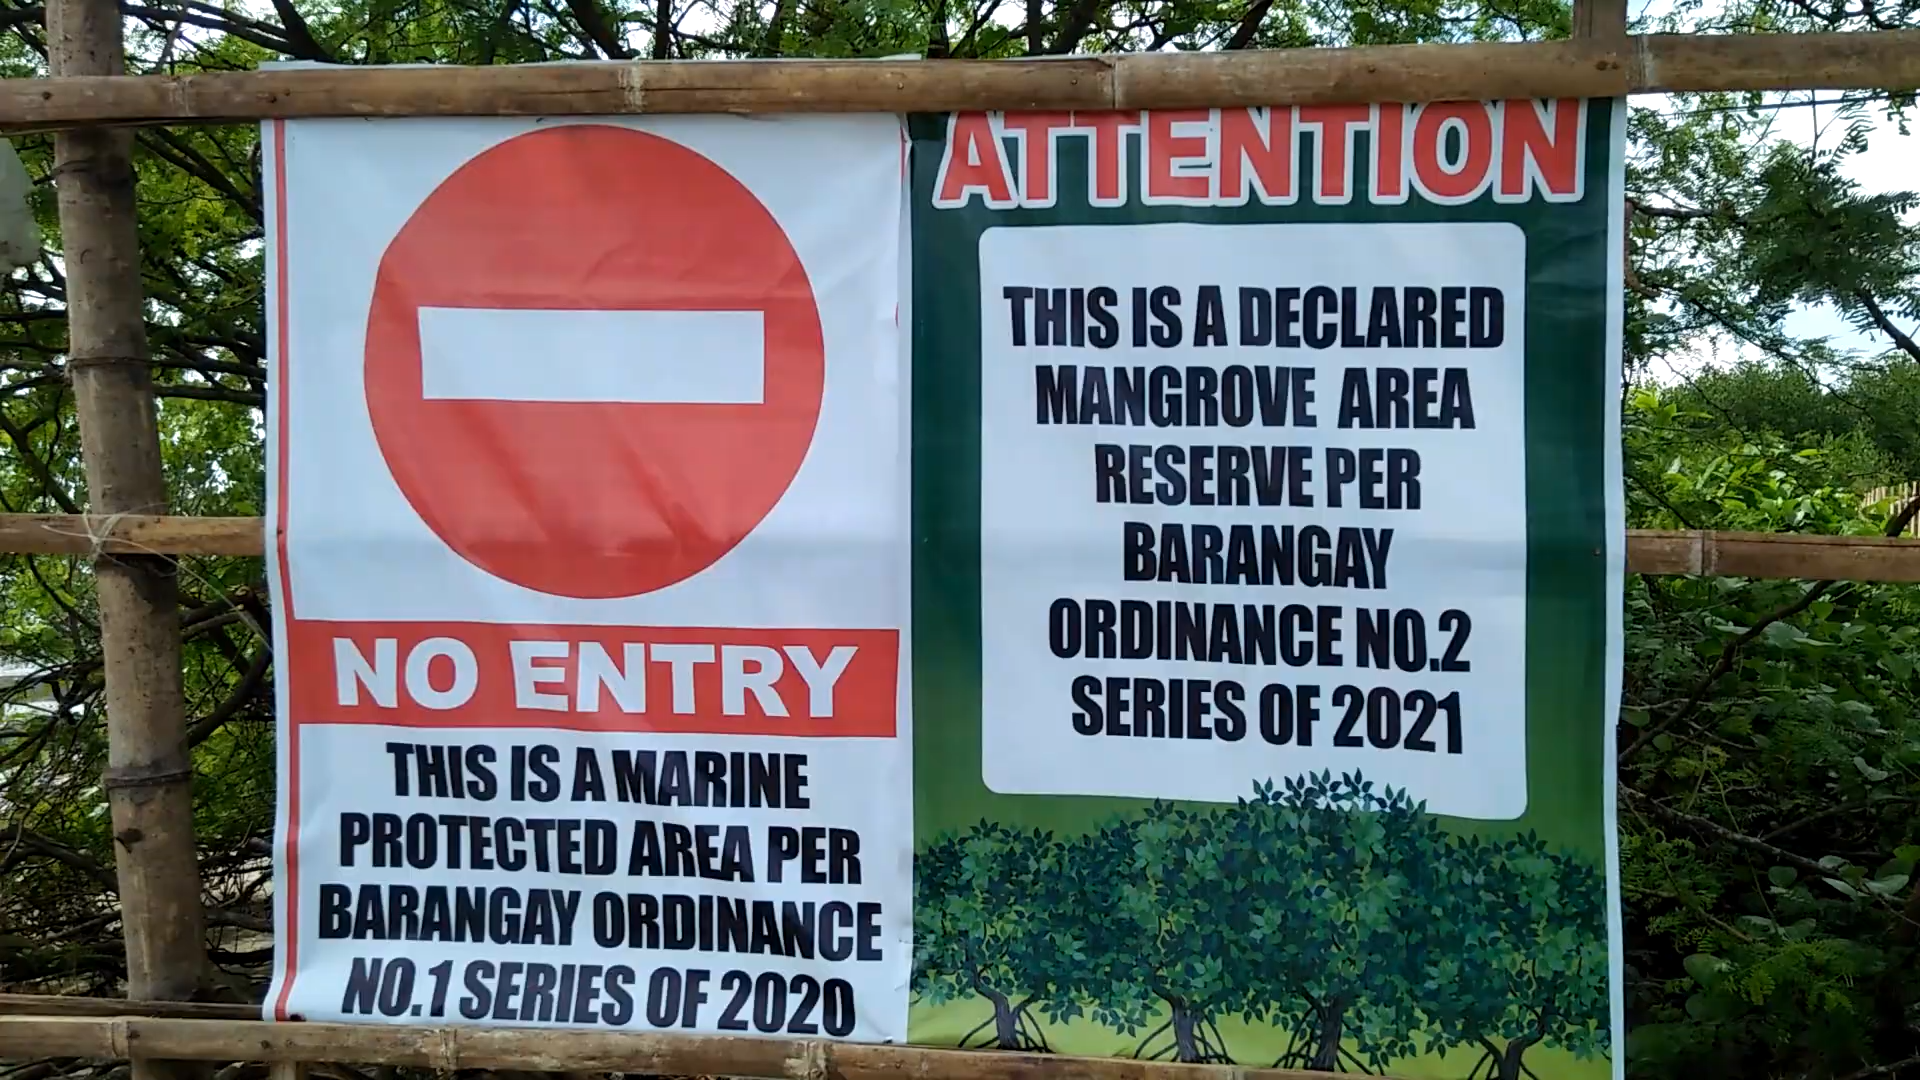 NO ENTRY
THIS IS A MARINE
PROTECTED AREA PER
BARANGAY ORDINANCE
NO.1 SERIES OF 2020
ATTENTION
THIS IS A DECLARED
MANGROVE AREA
RESERVE PER
BARANGAY
ORDINANCE NO.2
SERIES OF 2021